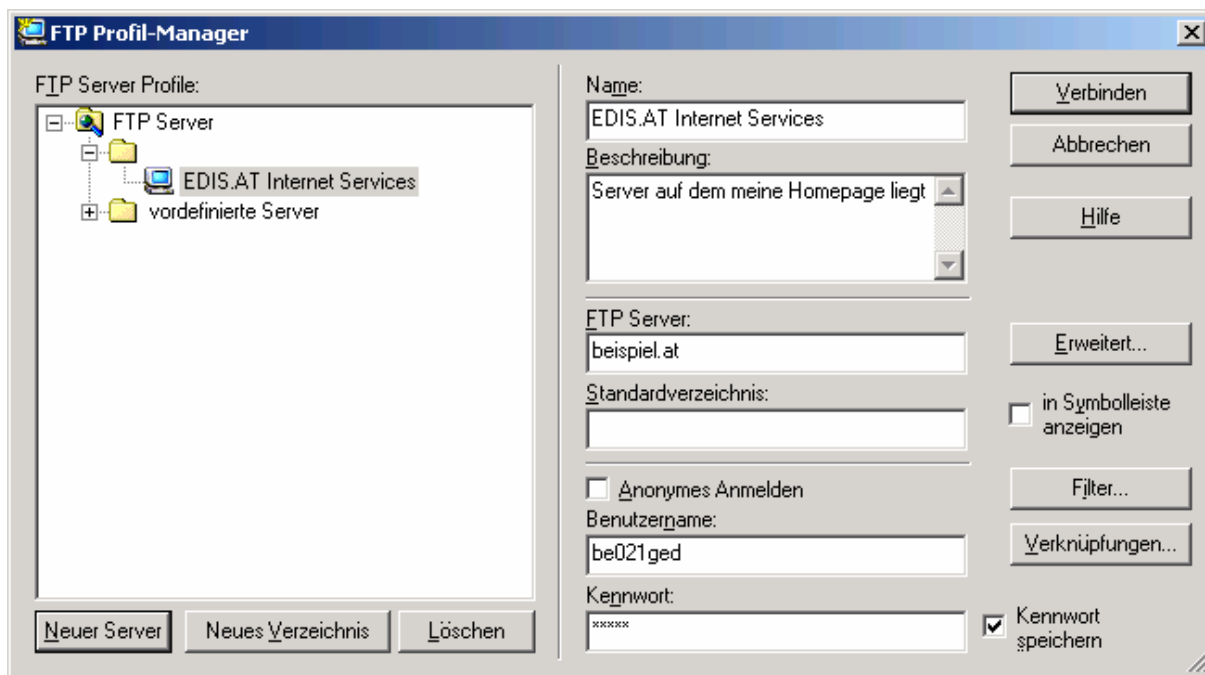 FTP Profil-Manager
FTP Server Profile:
FTP Server
EDIS.AT Internet Services
vordefinierte Server
Neuer Server
Neues Verzeichnis
Löschen
Name:
EDIS.AT Internet Services
Beschreibung:
Server auf dem meine Homepage liegt
FTP Server:
beispiel.at
Standardverzeichnis:
Anonymes Anmelden
Benutzername:
be021ged
Kennwort:
*****
Verbinden
Abbrechen
Hilfe
Erweitert...
in Symbolleiste
anzeigen
Filter...
Verknüpfungen...
Kennwort
speichern